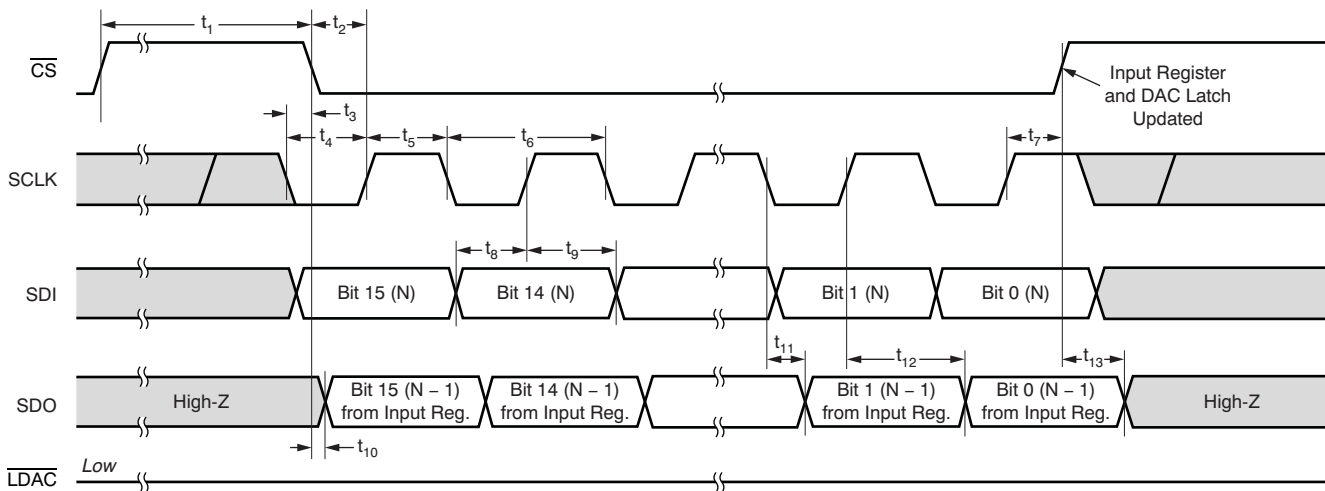 t1
t2
CS
Input Register
and DAC Latch
Updated
t3
t4
t5
t6
t7
SCLK
t8
t9
SDI
Bit 15 (N)
Bit 14 (N)
Bit 1 (N)
Bit 0 (N)
t11
t12
t13
SDO
High-Z
Bit 15 (N − 1)
from Input Reg.
Bit 14 (N − 1)
from Input Reg.
Bit 1 (N − 1)
from Input Reg.
Bit 0 (N − 1)
from Input Reg.
High-Z
t10
Low
LDAC